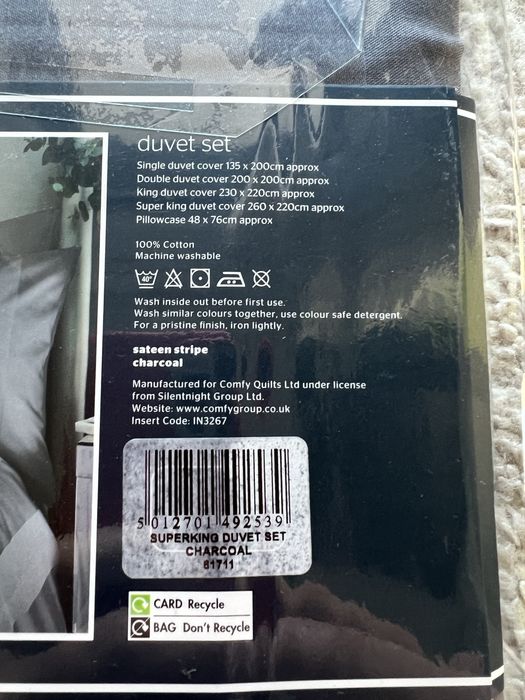 duvet set
Single duvet cover 135 x 200cm approx
Double duvet cover 200 x 200cm approx
King duvet cover 230 x 220cm approx
Super king duvet cover 260 x 220cm approx
Pillowcase 48 x 76cm approx
100% Cotton
Machine washable
40°
Wash inside out before first use.
Wash similar colours together, use colour safe detergent.
For a pristine finish, iron lightly.
sateen stripe
charcoal
Manufactured for Comfy Quilts Ltd under license
from Silentnight Group Ltd.
Website: www.comfygroup.co.uk
Insert Code: IN3267
5 012701 492539
SUPERKING DUVET SET
CHARCOAL
61711
CARD Recycle
BAG Don't Recycle